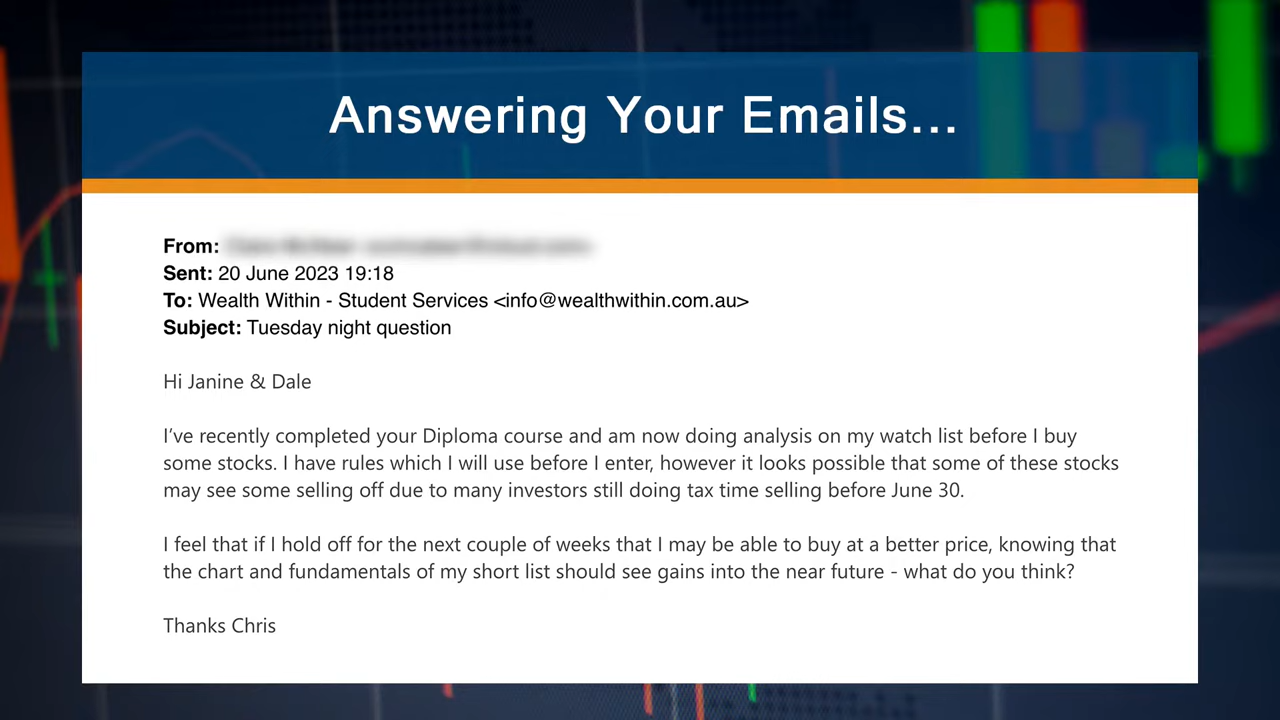 Answering Your Emails...
From:
Sent: 20 June 2023 19:18
To: Wealth Within - Student Services <info@wealthwithin.com.au>
Subject: Tuesday night question
Hi Janine & Dale
I've recently completed your Diploma course and am now doing analysis on my watch list before I buy
some stocks. I have rules which I will use before I enter, however it looks possible that some of these stocks
may see some selling off due to many investors still doing tax time selling before June 30.
I feel that if I hold off for the next couple of weeks that I may be able to buy at a better price, knowing that
the chart and fundamentals of my short list should see gains into the near future - what do you think?
Thanks Chris